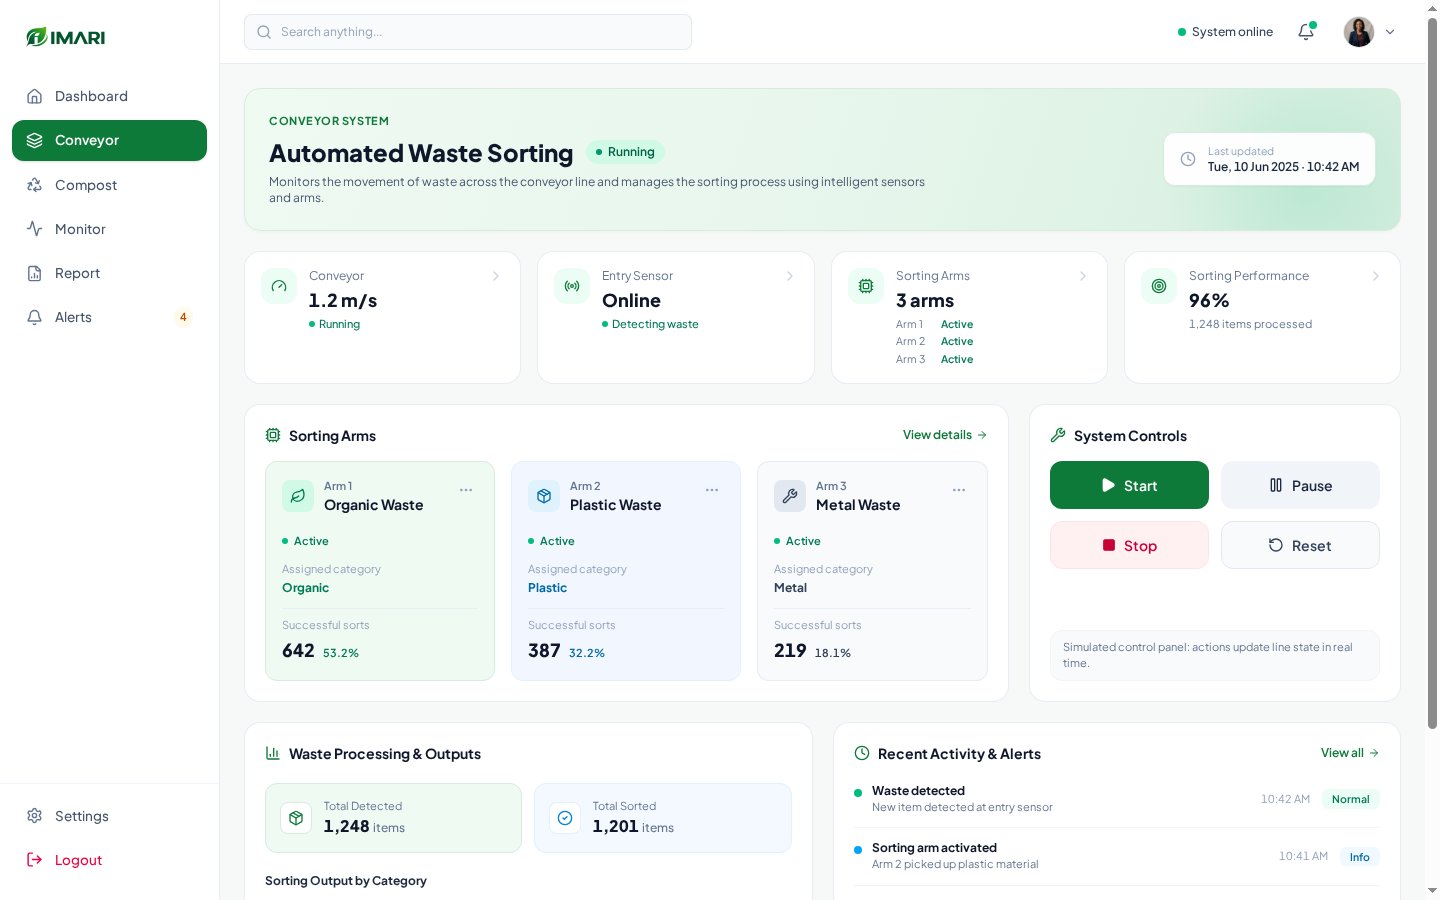 IMARI
Search anything...
System online
Dashboard
Conveyor
Compost
Monitor
Report
Alerts 4
Settings
Logout
CONVEYOR SYSTEM
Automated Waste Sorting Running
Monitors the movement of waste across the conveyor line and manages the sorting process using intelligent sensors
and arms.
Last updated
Tue, 10 Jun 2025 · 10:42 AM
Conveyor
1.2 m/s
Running
Entry Sensor
Online
Detecting waste
Sorting Arms
3 arms
Arm 1 Active
Arm 2 Active
Arm 3 Active
Sorting Performance
96%
1,248 items processed
Sorting Arms View details
Arm 1
Organic Waste
Active
Assigned category
Organic
Successful sorts
642 53.2%
Arm 2
Plastic Waste
Active
Assigned category
Plastic
Successful sorts
387 32.2%
Arm 3
Metal Waste
Active
Assigned category
Metal
Successful sorts
219 18.1%
System Controls
Start
Pause
Stop
Reset
Simulated control panel: actions update line state in real
time.
Waste Processing & Outputs
Total Detected
1,248 items
Total Sorted
1,201 items
Sorting Output by Category
Recent Activity & Alerts View all
Waste detected
New item detected at entry sensor
10:42 AM Normal
Sorting arm activated
Arm 2 picked up plastic material
10:41 AM Info